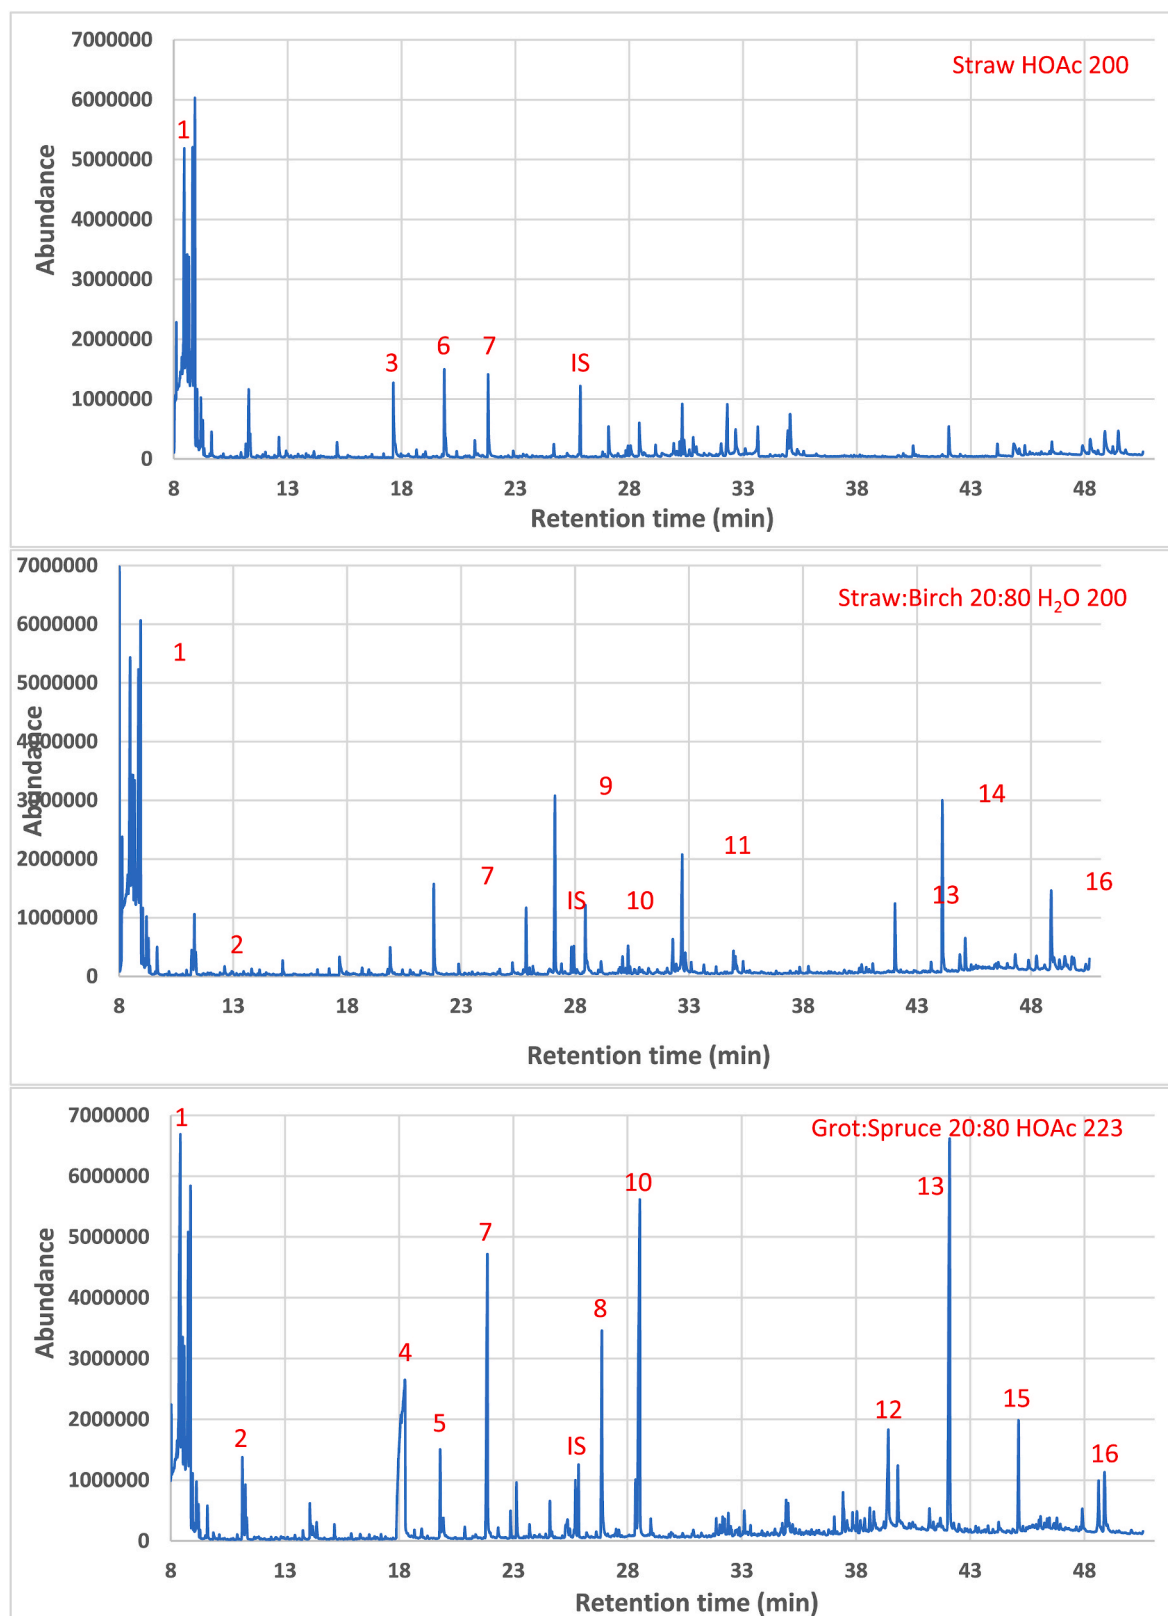 7000000
Straw HOAc 200
6000000
1
5000000
4000000
3000000
2000000
3 6 7 IS
1000000
0
8 13 18 23 28 33 38 43 48
Abundance
Retention time (min)
7000000
Straw:Birch 20:80 H₂O 200
6000000
1
5000000
4000000
9
14
3000000
11
2000000
7 IS 10 13 16
1000000
2
0
8 13 18 23 28 33 38 43 48
Abundance
Retention time (min)
7000000
1
Grot:Spruce 20:80 HOAc 223
6000000
10 13
7
5000000
4000000
8
4
3000000
12 15
2000000
2 5 IS 16
1000000
0
8 13 18 23 28 33 38 43 48
Abundance
Retention time (min)